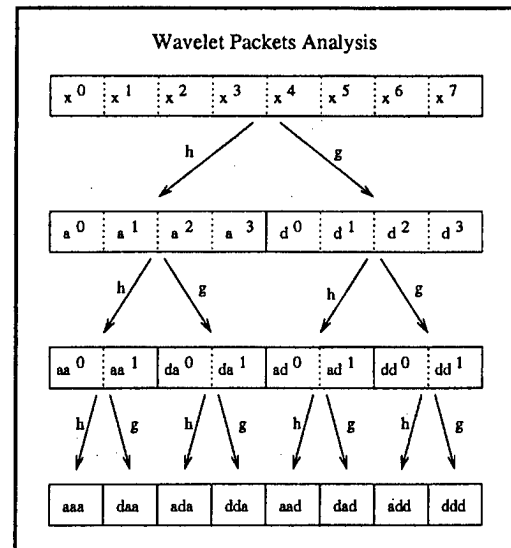 Wavelet Packets Analysis
x 0 x 1 x 2 x 3 x 4 x 5 x 6 x 7
h g
a 0 a 1 a 2 a 3 d 0 d 1 d 2 d 3
h g h g
aa 0 aa 1 da 0 da 1 ad 0 ad 1 dd 0 dd 1
h g h g h g h g
aaa daa ada dda aad dad add ddd